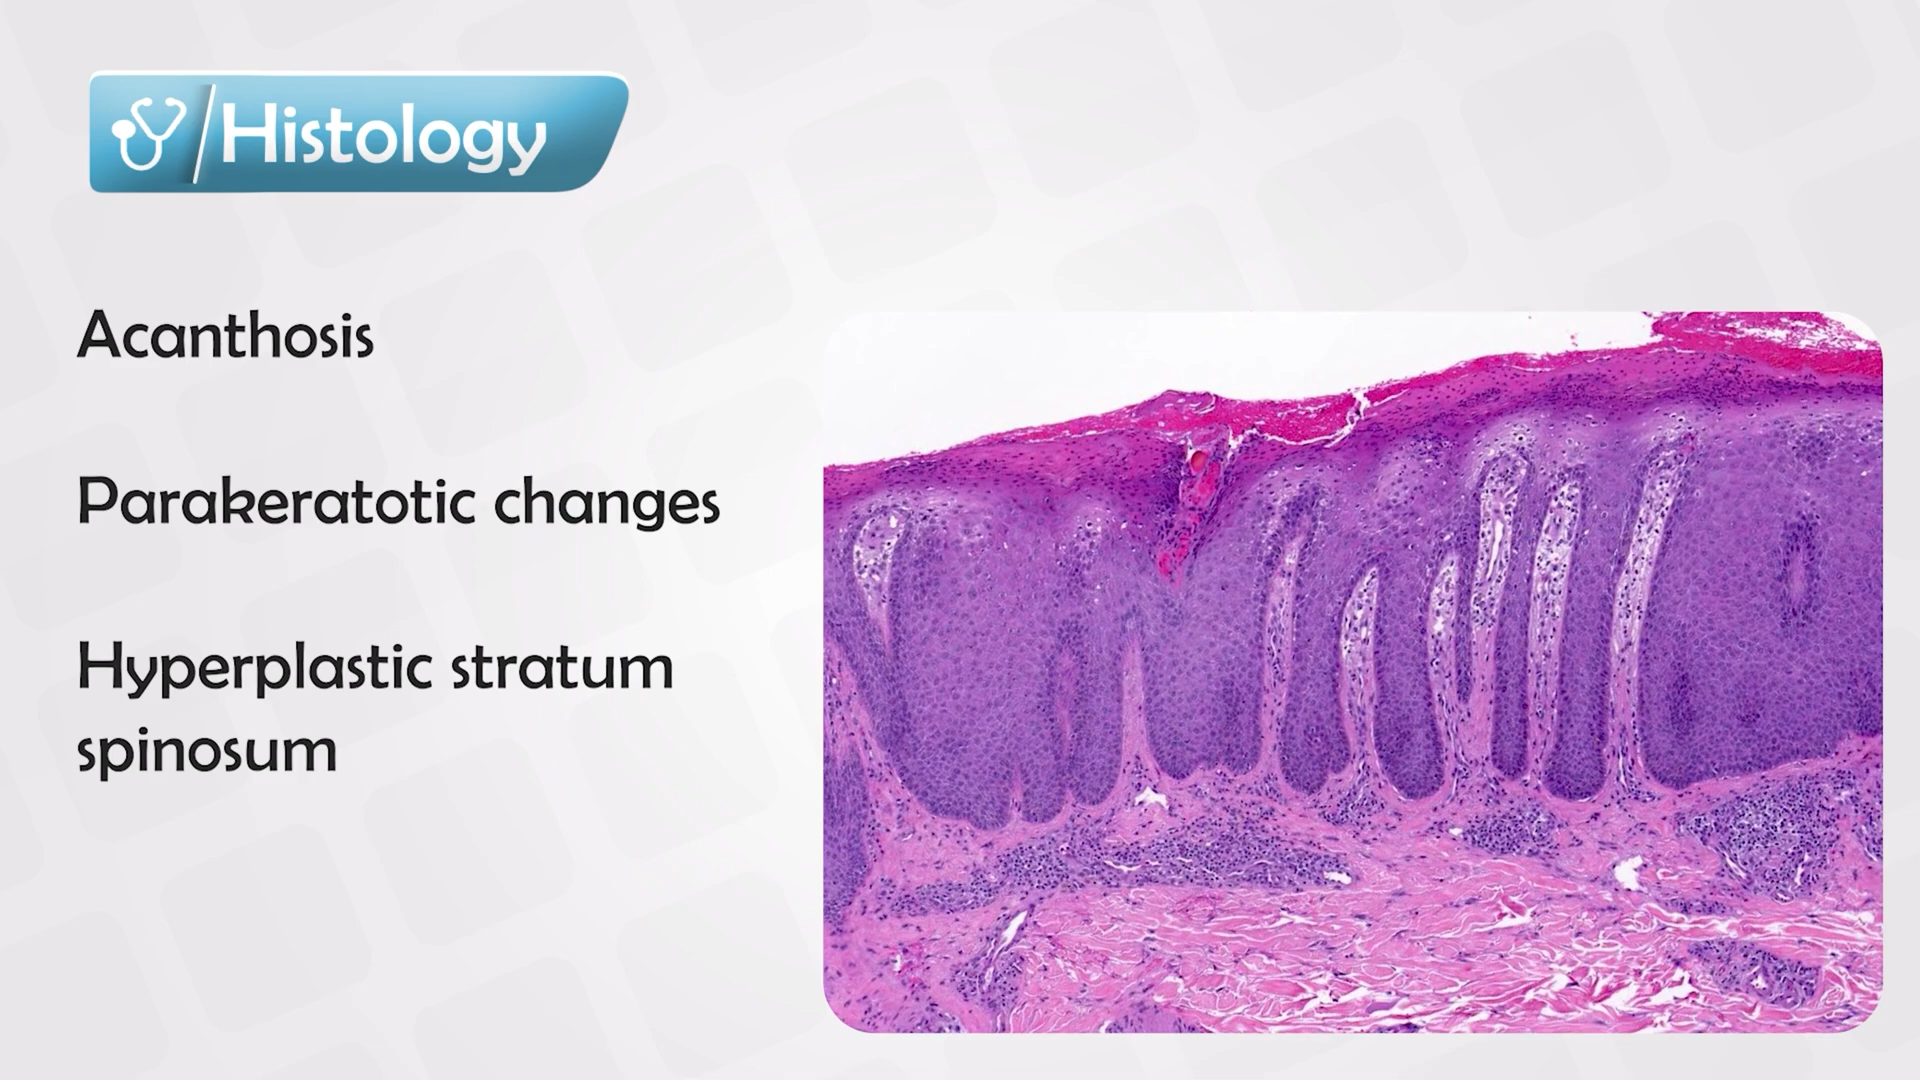 Histology
Acanthosis
Parakeratotic changes
Hyperplastic stratum
spinosum